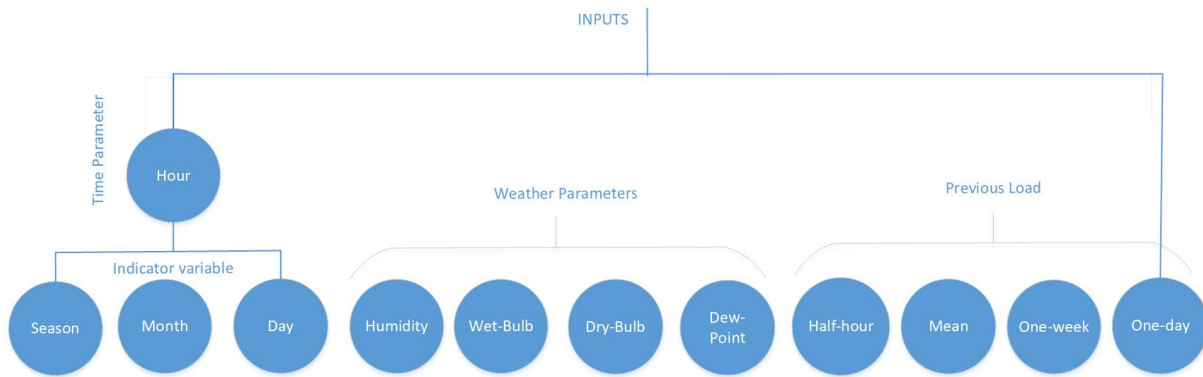 INPUTS
Time Parameter
Hour
Weather Parameters
Previous Load
Indicator variable
Season
Month
Day
Humidity
Wet-Bulb
Dry-Bulb
Dew-
Point
Half-hour
Mean
One-week
One-day